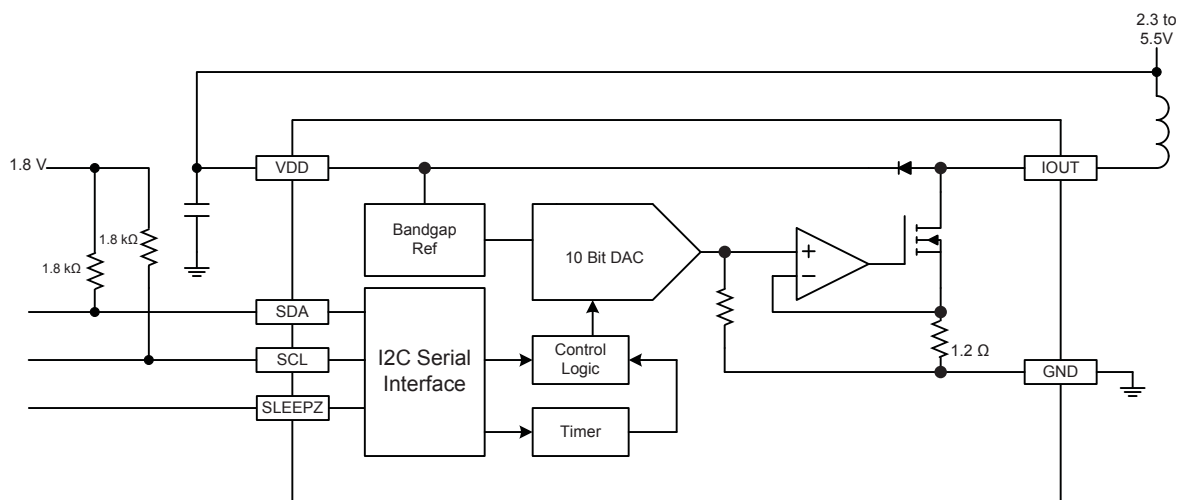 2.3 to
5.5V
1.8 V
VDD
IOUT
Bandgap
Ref
10 Bit DAC
+
−
1.8 kΩ
1.8 kΩ
SDA
I2C Serial
Interface
SCL
Control
Logic
1.2 Ω
GND
SLEEPZ
Timer